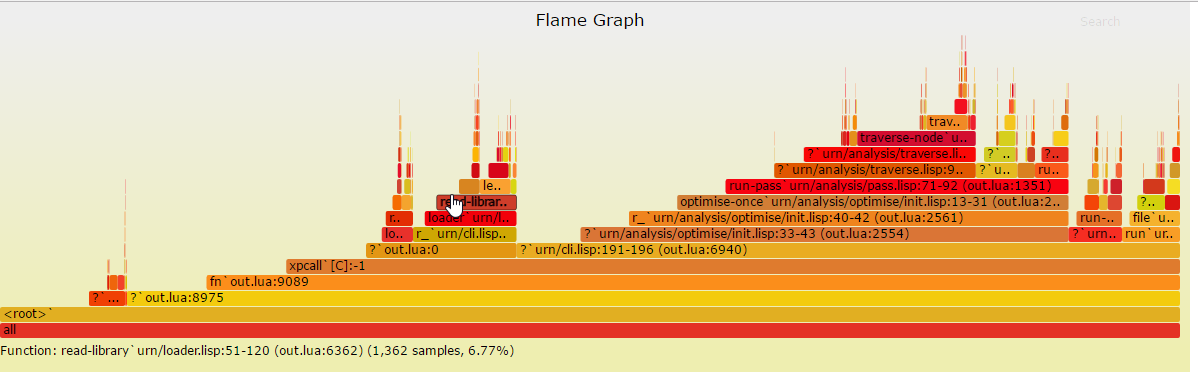 Flame Graph
Search
trav..
traverse-node`u..
?`urn/analysis/traverse.li..
?`..
?..
?`urn/analysis/traverse.lisp:9..
?`u..
ru..
le..
run-pass`urn/analysis/pass.lisp:71-92 (out.lua:1351)
read-librar..
optimise-once`urn/analysis/optimise/init.lisp:13-31 (out.lua:2..
r..
loader`urn/l..
r_`urn/analysis/optimise/init.lisp:40-42 (out.lua:2561)
run-..
file`u..
lo..
r_`urn/cli.lisp..
?`urn/analysis/optimise/init.lisp:33-43 (out.lua:2554)
?`urn..
run`ur..
?`out.lua:0
?`urn/cli.lisp:191-196 (out.lua:6940)
xpcall`[C]:-1
fn`out.lua:9089
?`...
?`out.lua:8975
<root>`
all
Function: read-library`urn/loader.lisp:51-120 (out.lua:6362) (1,362 samples, 6.77%)